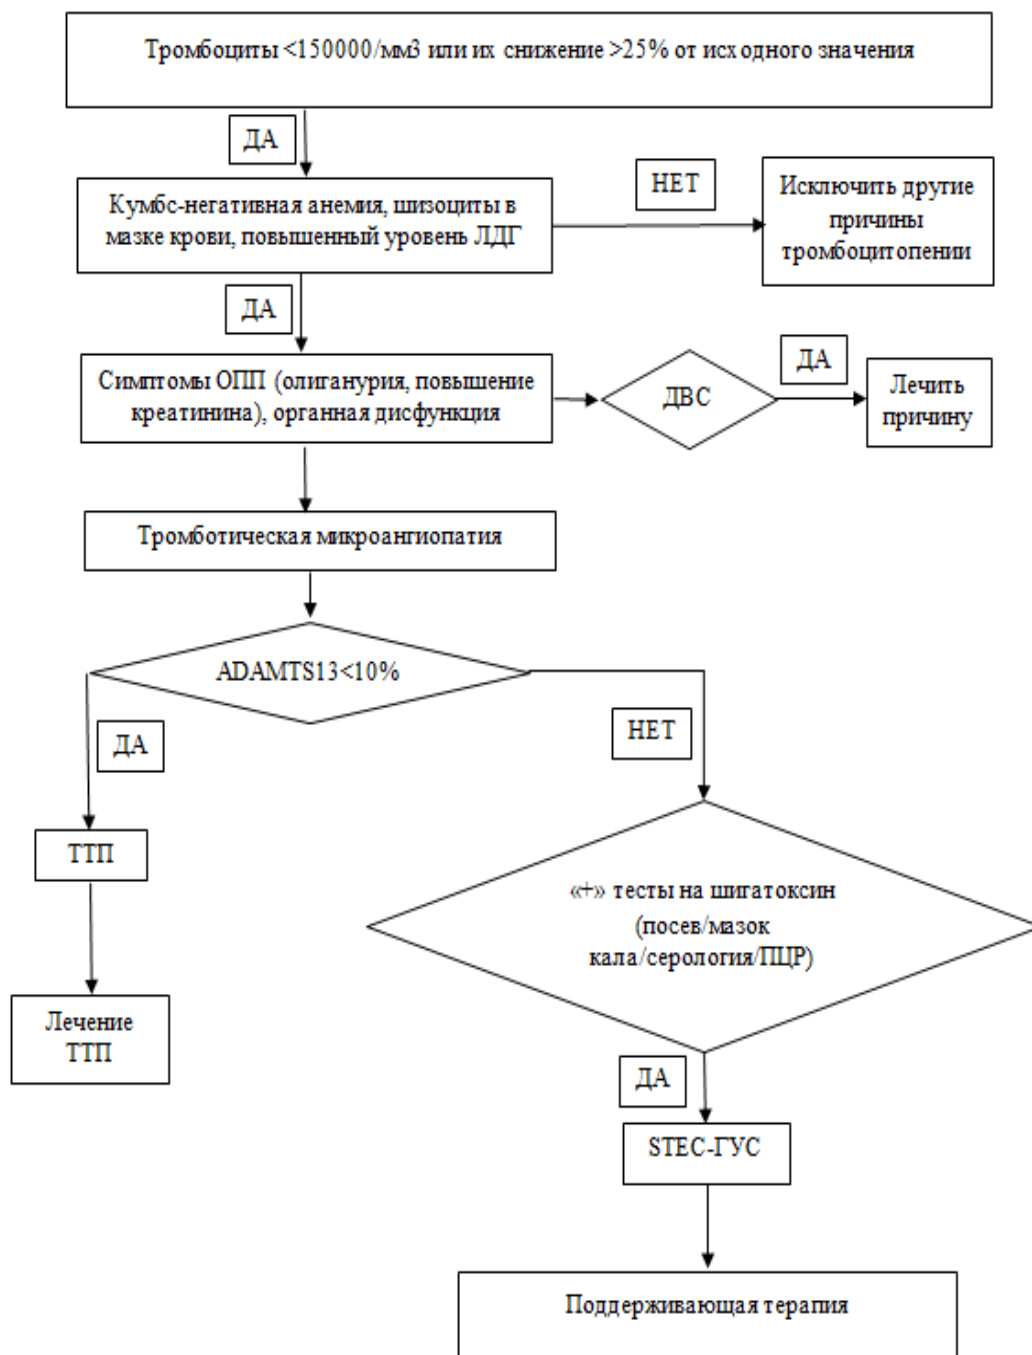 Тромбоциты <150000/мм3 или их снижение >25% от исходного значения
ДА
Кумбс-негативная анемия, шизоциты в
мазке крови, повышенный уровень ЛДГ
НЕТ
Исключить другие
причины
тромбоцитопении
ДА
Симптомы ОПП (олиганурия, повышение
креатинина), органная дисфункция
ДВС
ДА
Лечить
причину
Тромботическая микроангиопатия
ADAMTS13<10%
ДА
НЕТ
ТТП
«+» тесты на шигатоксин
(посев/мазок
кала/серология/ПЦР)
Лечение
ТТП
ДА
STEC-ГУС
Поддерживающая терапия